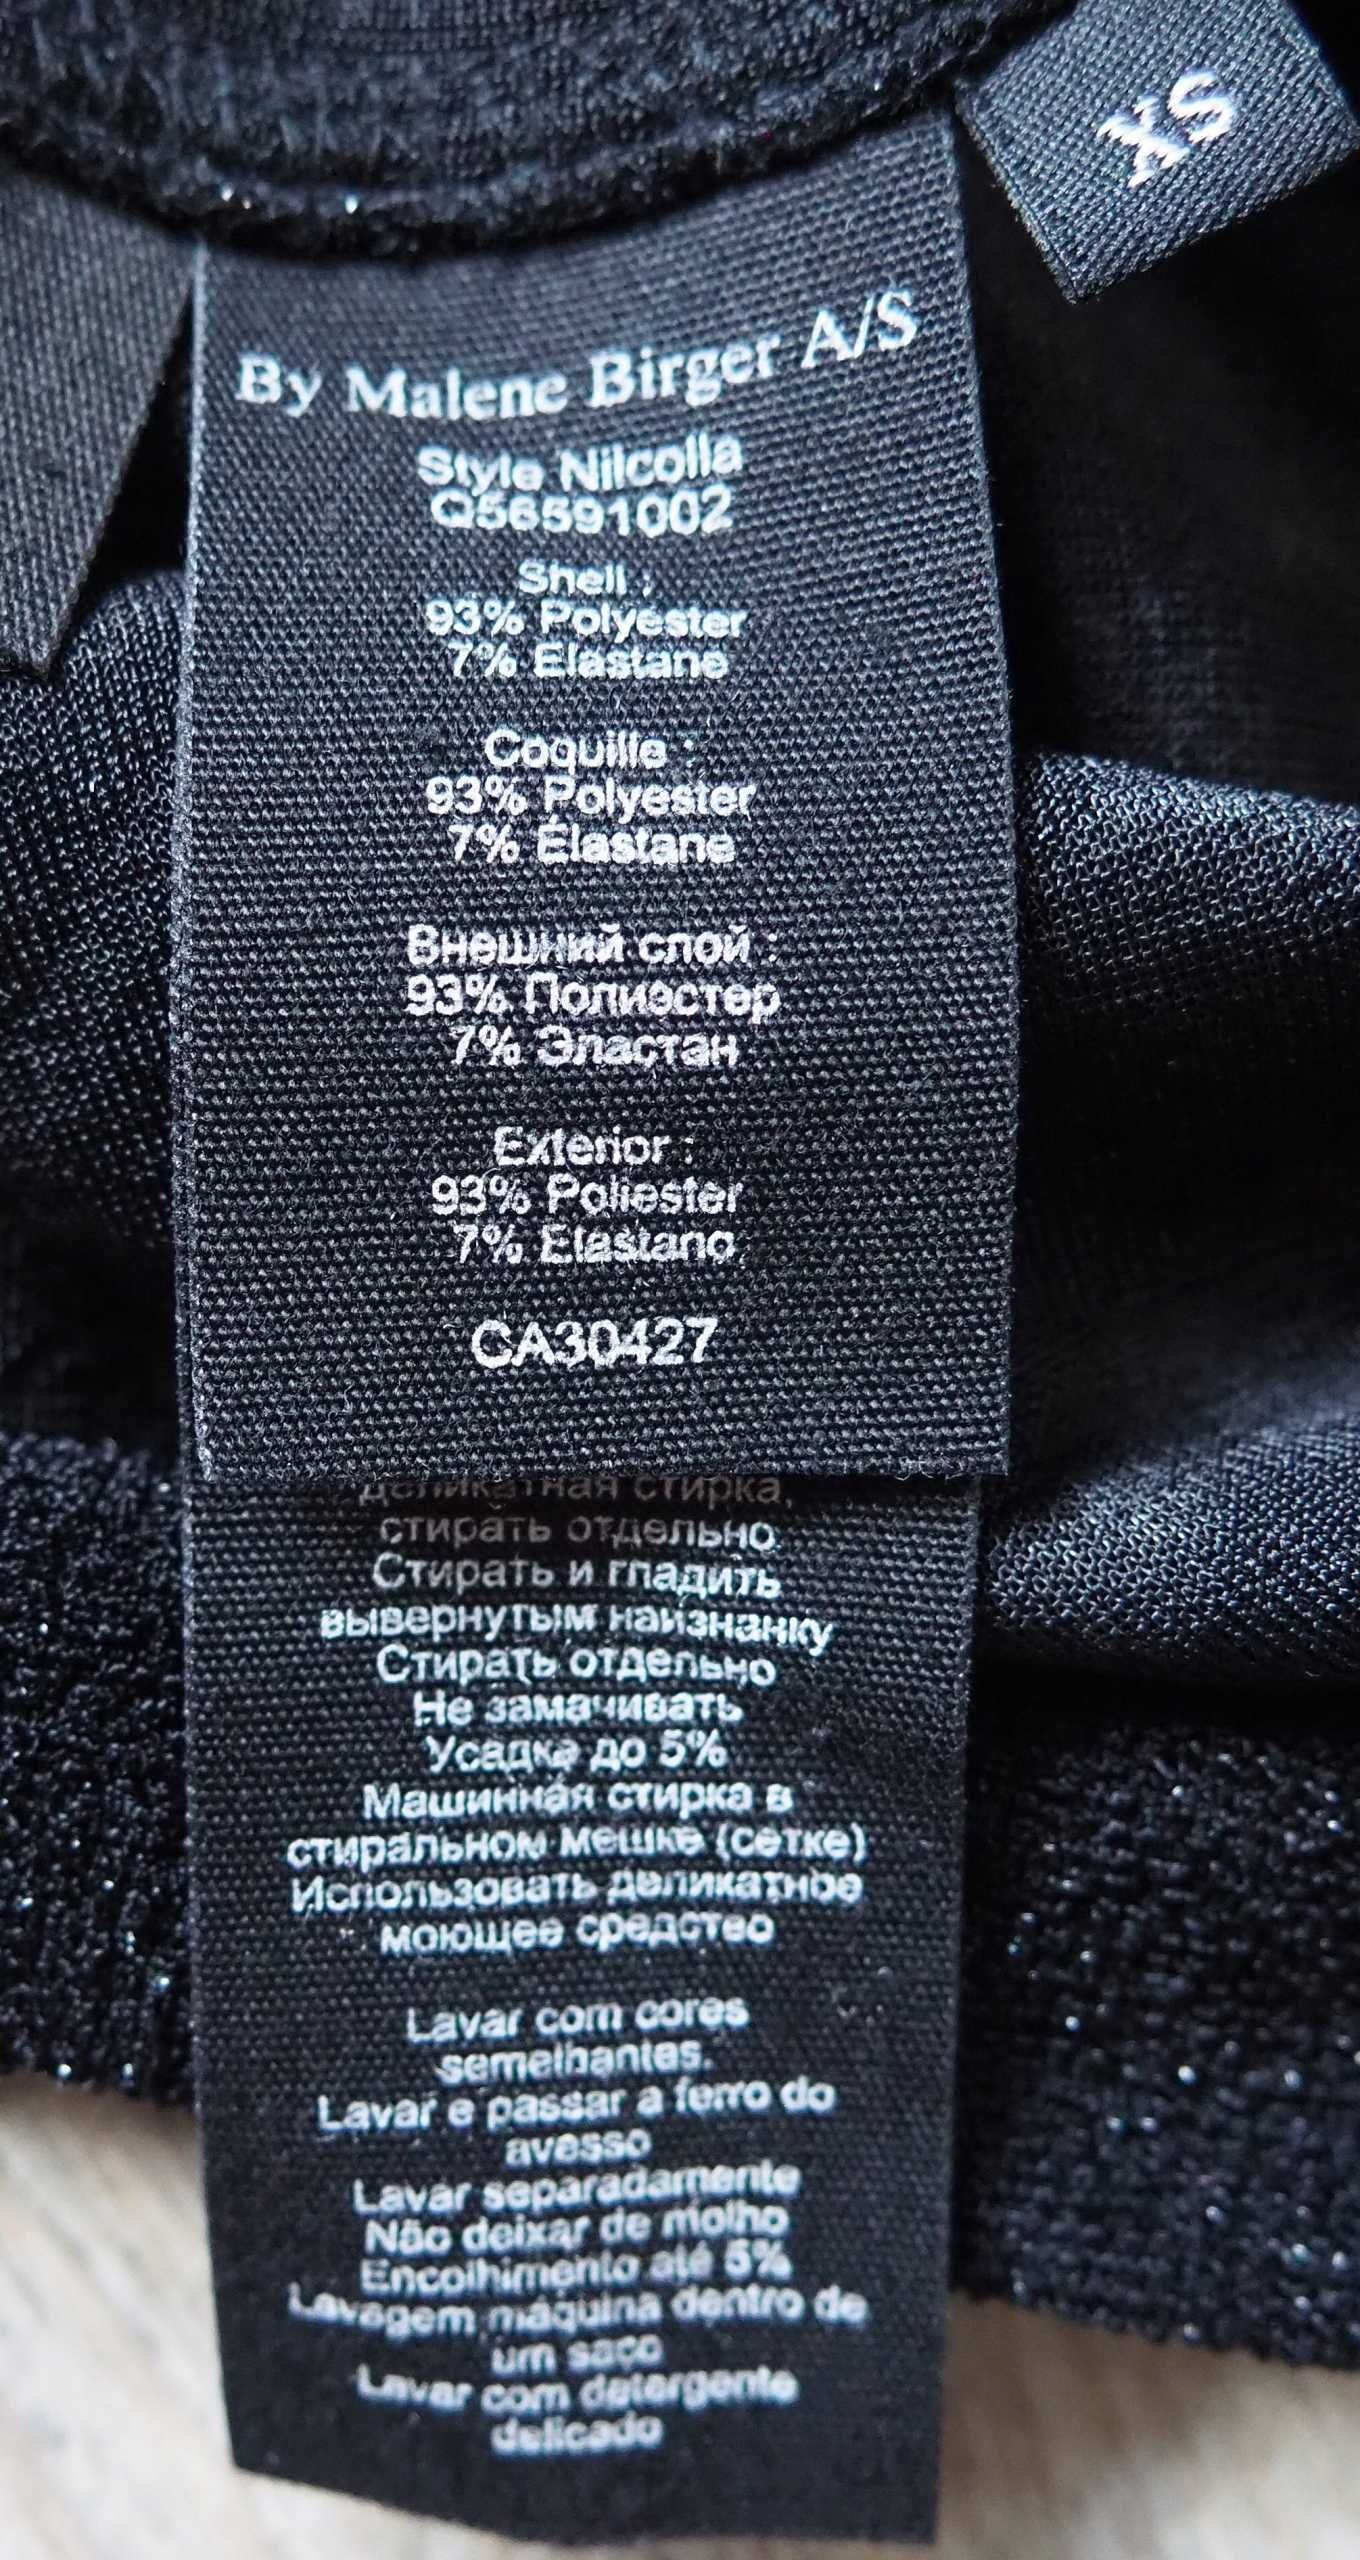 XS
By Malene Birger A/S
Style Nilcolla
Q56591002
Shell :
93% Polyester
7% Elastane
Coquille :
93% Polyester
7% Élastane
Внешний слой :
93% Полиэстер
7% Эластан
Exterior :
93% Poliester
7% Elastano
CA30427
деликатная стирка,
стирать отдельно
Стирать и гладить
вывернутым наизнанку
Стирать отдельно
Не замачивать
Усадка до 5%
Машинная стирка в
стиральном мешке (сетке)
Использовать деликатное
моющее средство
Lavar com cores
semelhantes.
Lavar e passar a ferro do
avesso
Lavar separadamente
Não deixar de molho
Encolhimento até 5%
Lavagem máquina dentro de
um saco
Lavar com detergente
delicado